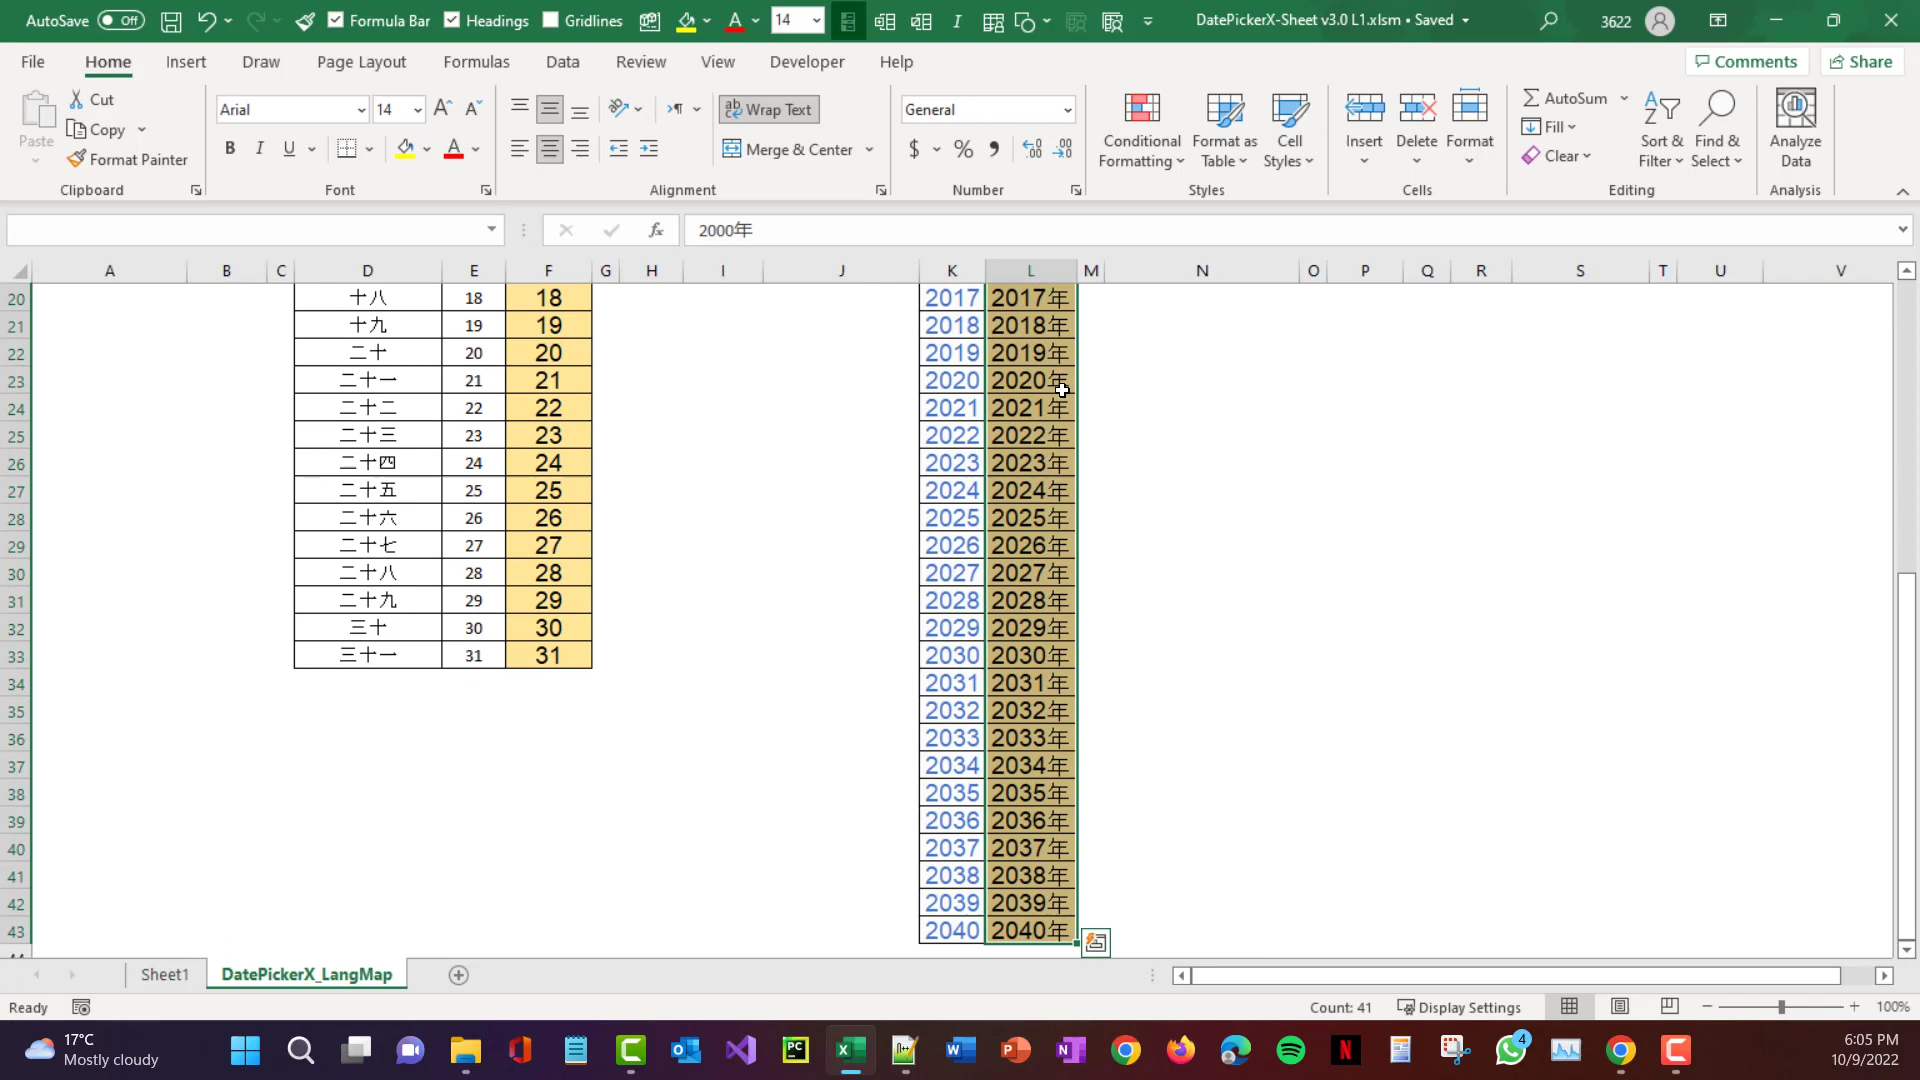 AutoSave Off Formula Bar Headings Gridlines 14 DatePickerX-Sheet v3.0 L1.xlsm • Saved 3622
File Home Insert Draw Page Layout Formulas Data Review View Developer Help Comments Share
Paste Cut Copy Format Painter Clipboard
Arial 14 B I U Font
Wrap Text Merge & Center Alignment
General $ % Number
Conditional Formatting Format as Table Cell Styles Styles
Insert Delete Format Cells
AutoSum Fill Clear Sort & Filter Find & Select Editing
Analyze Data Analysis
fx 2000年
A B C D E F G H I J K L M N O P Q R S T U V
20 十八 18 18 2017 2017年
21 十九 19 19 2018 2018年
22 二十 20 20 2019 2019年
23 二十一 21 21 2020 2020年
24 二十二 22 22 2021 2021年
25 二十三 23 23 2022 2022年
26 二十四 24 24 2023 2023年
27 二十五 25 25 2024 2024年
28 二十六 26 26 2025 2025年
29 二十七 27 27 2026 2026年
30 二十八 28 28 2027 2027年
31 二十九 29 29 2028 2028年
32 三十 30 30 2029 2029年
33 三十一 31 31 2030 2030年
34 2031 2031年
35 2032 2032年
36 2033 2033年
37 2034 2034年
38 2035 2035年
39 2036 2036年
40 2037 2037年
41 2038 2038年
42 2039 2039年
43 2040 2040年
Sheet1 DatePickerX_LangMap
Ready Count: 41 Display Settings 100%
17°C
Mostly cloudy
6:05 PM
10/9/2022